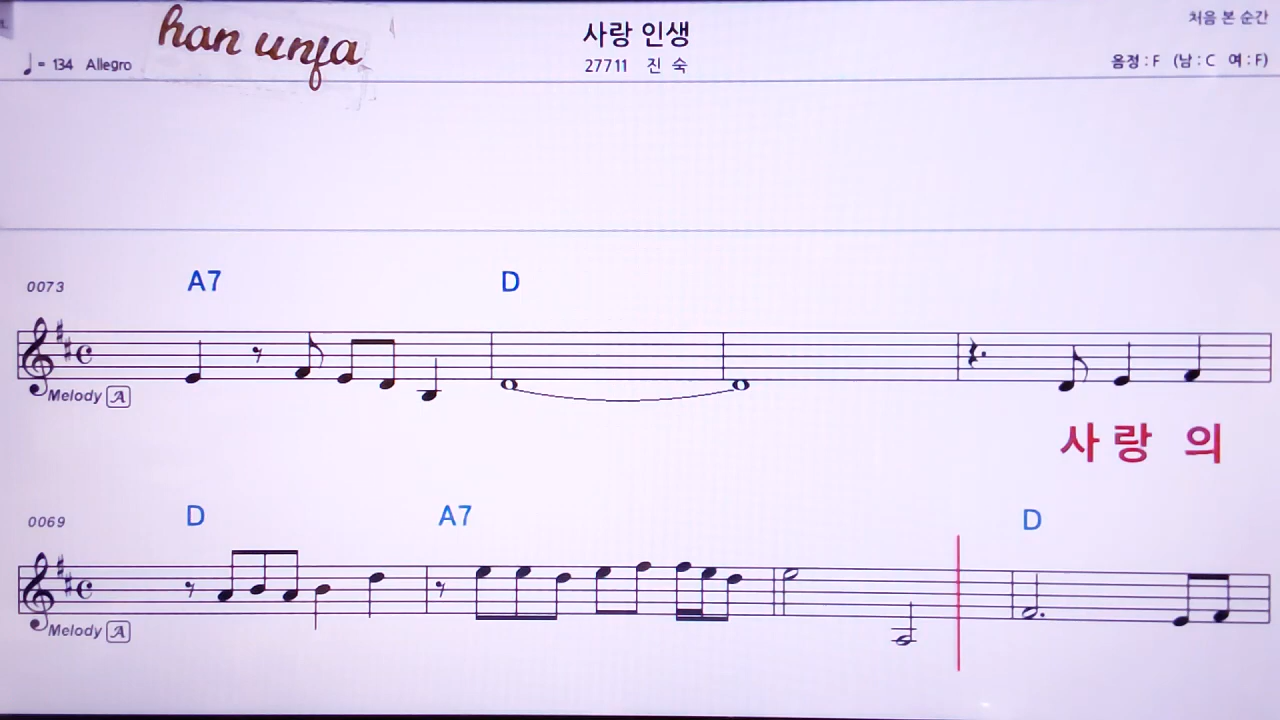 han unfa
사랑 인생
처음 본 순간
♩= 134 Allegro
27711 진 숙
음정 : F (남 : C 여 : F)
0073
A7 D
Melody A
사 랑 의
0069
D A7 D
Melody A